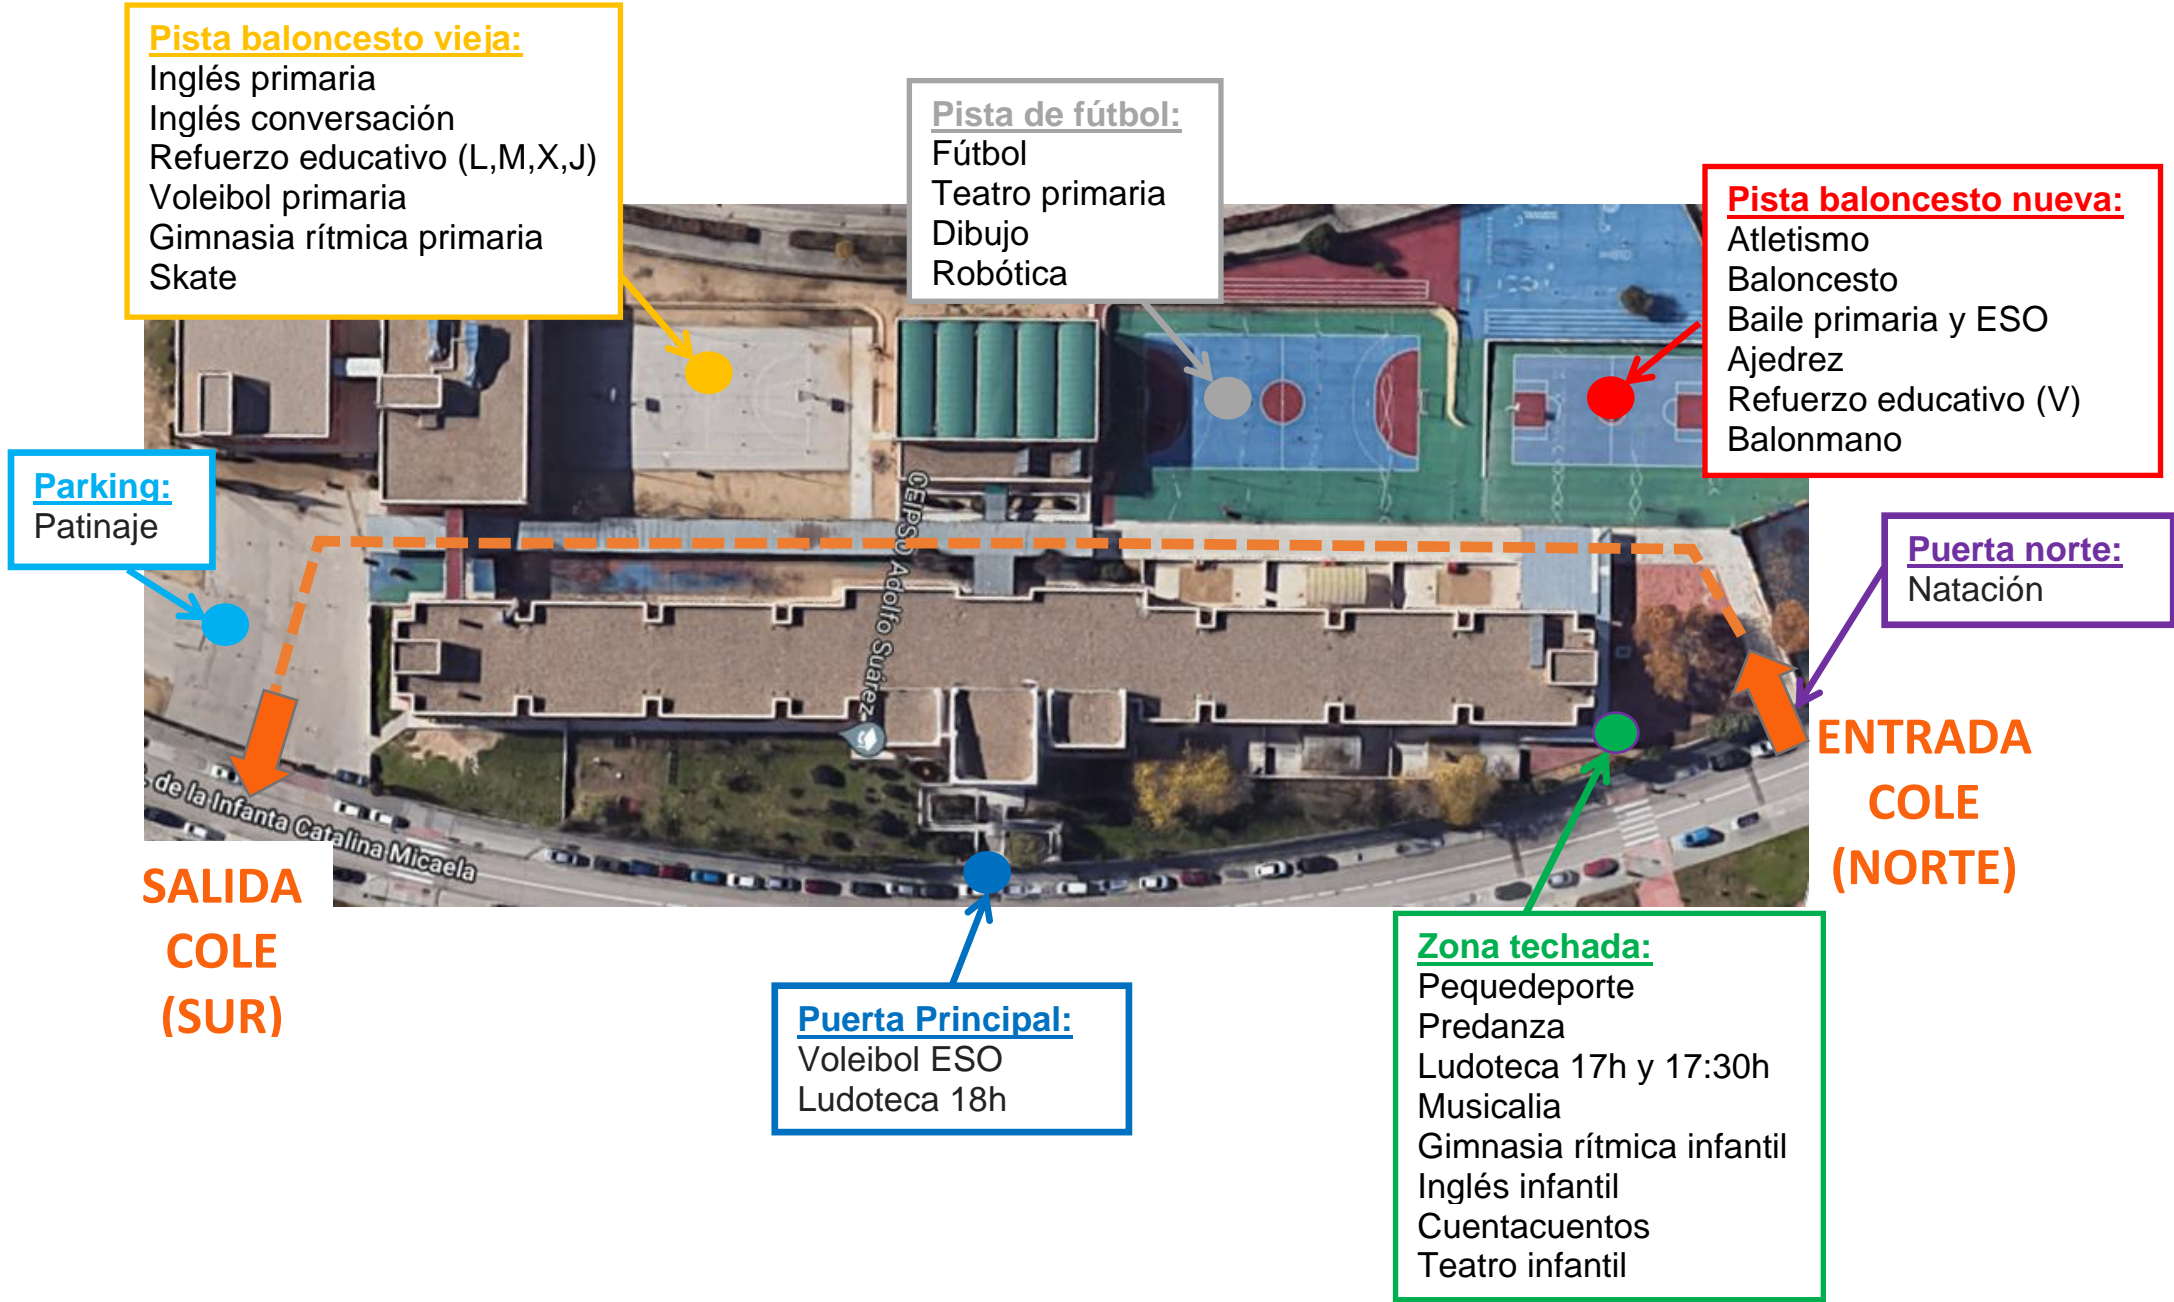 Pista baloncesto vieja:
Inglés primaria
Inglés conversación
Refuerzo educativo (L,M,X,J)
Voleibol primaria
Gimnasia rítmica primaria
Skate
Pista de fútbol:
Fútbol
Teatro primaria
Dibujo
Robótica
Pista baloncesto nueva:
Atletismo
Baloncesto
Baile primaria y ESO
Ajedrez
Refuerzo educativo (V)
Balonmano
Parking:
Patinaje
Puerta norte:
Natación
CEIPSO Adolfo Suárez
ENTRADA
COLE
(NORTE)
. de la Infanta Catalina Micaela
SALIDA
COLE
(SUR)
Puerta Principal:
Voleibol ESO
Ludoteca 18h
Zona techada:
Pequedeporte
Predanza
Ludoteca 17h y 17:30h
Musicalia
Gimnasia rítmica infantil
Inglés infantil
Cuentacuentos
Teatro infantil